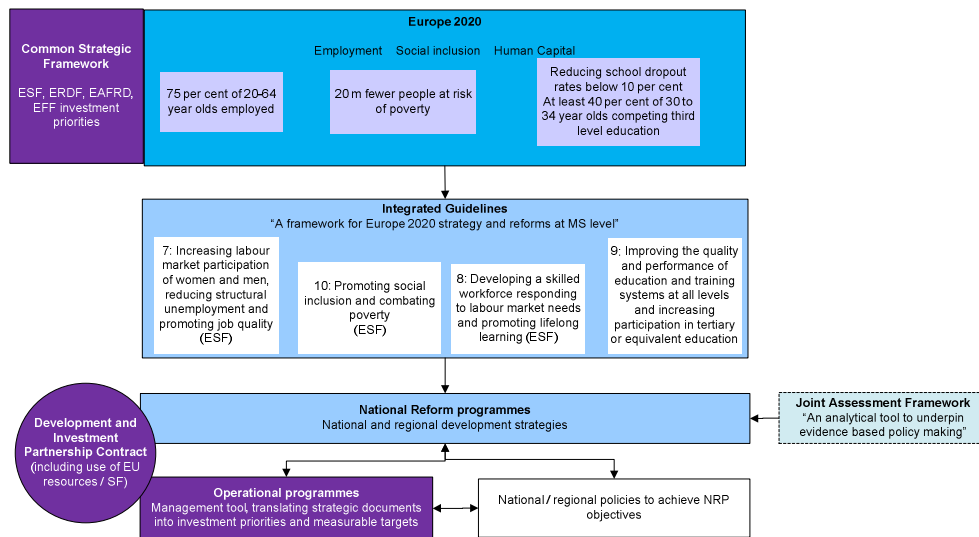 Common Strategic
Framework
ESF, ERDF, EAFRD,
EFF investment
priorities
Europe 2020
Employment Social inclusion Human Capital
75 per cent of 20-64
year olds employed
20 m fewer people at risk
of poverty
Reducing school dropout
rates below 10 per cent
At least 40 per cent of 30 to
34 year olds competing third
level education
Integrated Guidelines
“A framework for Europe 2020 strategy and reforms at MS level”
7: Increasing labour
market participation
of women and men,
reducing structural
unemployment and
promoting job quality
(ESF)
10: Promoting social
inclusion and combating
poverty
(ESF)
8: Developing a skilled
workforce responding
to labour market needs
and promoting lifelong
learning (ESF)
9: Improving the quality
and performance of
education and training
systems at all levels
and increasing
participation in tertiary
or equivalent education
Development and
Investment
Partnership Contract
(including use of EU
resources / SF)
National Reform programmes
National and regional development strategies
Joint Assessment Framework
“An analytical tool to underpin
evidence based policy making”
Operational programmes
Management tool, translating strategic documents
into investment priorities and measurable targets
National / regional policies to achieve NRP
objectives